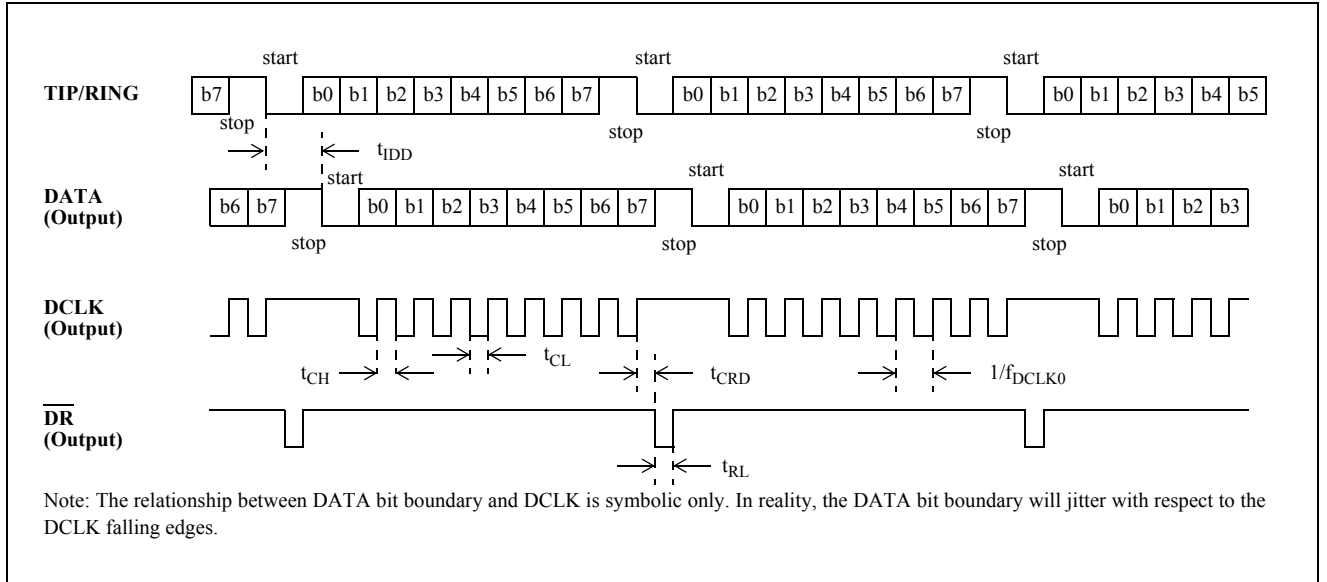 start start start
TIP/RING b7 b0 b1 b2 b3 b4 b5 b6 b7 b0 b1 b2 b3 b4 b5 b6 b7 b0 b1 b2 b3 b4 b5
stop stop stop
tIDD
start start start
DATA
(Output)
b6 b7 b0 b1 b2 b3 b4 b5 b6 b7 b0 b1 b2 b3 b4 b5 b6 b7 b0 b1 b2 b3
stop stop stop
DCLK
(Output)
tCH tCL tCRD 1/fDCLK0
DR
(Output)
tRL
Note: The relationship between DATA bit boundary and DCLK is symbolic only. In reality, the DATA bit boundary will jitter with respect to the
DCLK falling edges.